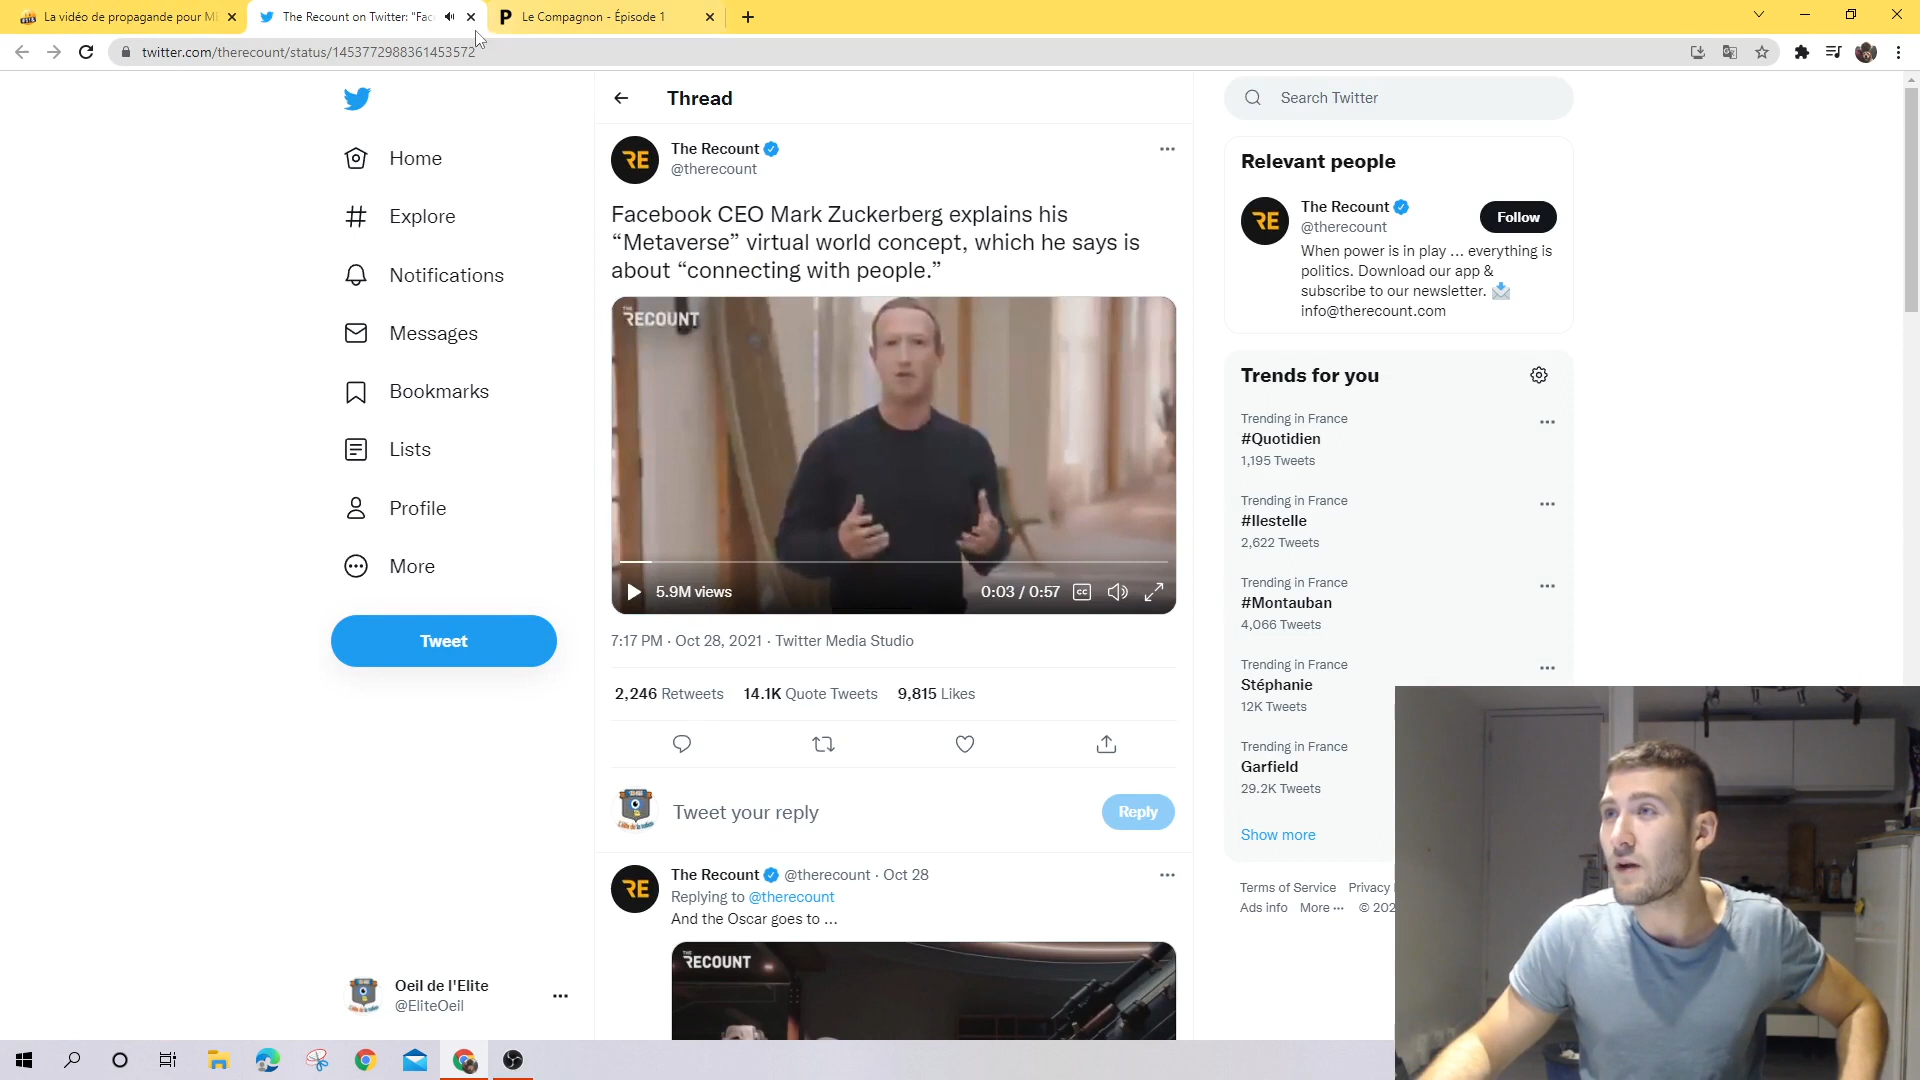 La vidéo de propagande pour M
The Recount on Twitter: "Fac
Le Compagnon - Épisode 1
twitter.com/therecount/status/1453772988361453572
Thread
Search Twitter
Home
Explore
Notifications
Messages
Bookmarks
Lists
Profile
More
Tweet
Oeil de l'Elite
@EliteOeil
The Recount
@therecount
Facebook CEO Mark Zuckerberg explains his
“Metaverse” virtual world concept, which he says is
about “connecting with people.”
THE RECOUNT
5.9M views
0:03 / 0:57
CC
7:17 PM · Oct 28, 2021 · Twitter Media Studio
2,246 Retweets 14.1K Quote Tweets 9,815 Likes
Tweet your reply
Reply
The Recount @therecount · Oct 28
Replying to @therecount
And the Oscar goes to ...
THE RECOUNT
Relevant people
The Recount
@therecount
Follow
When power is in play ... everything is
politics. Download our app &
subscribe to our newsletter.
info@therecount.com
Trends for you
Trending in France
#Quotidien
1,195 Tweets
Trending in France
#Ilestelle
2,622 Tweets
Trending in France
#Montauban
4,066 Tweets
Trending in France
Stéphanie
12K Tweets
Trending in France
Garfield
29.2K Tweets
Show more
Terms of Service Privacy
Ads info More ··· © 202
RE
RE
RE